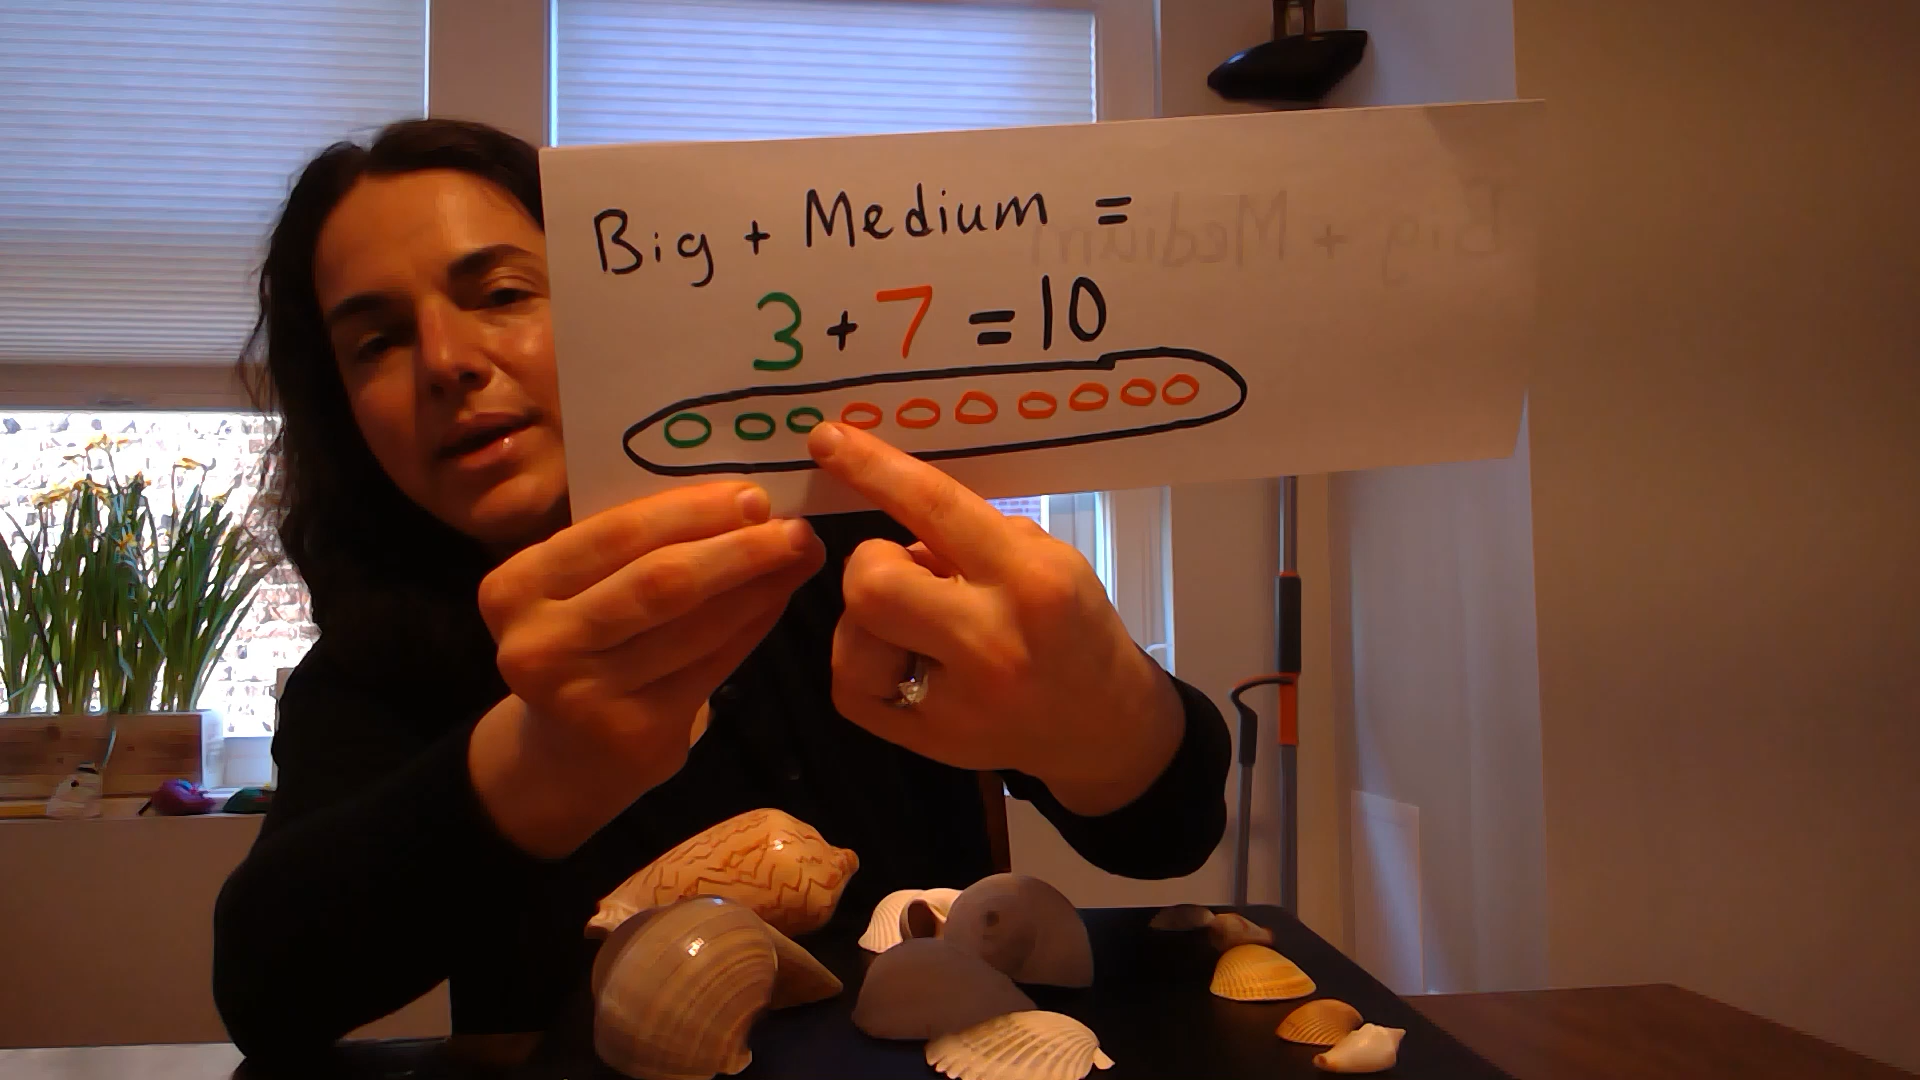 Big + Medium =
3 + 7 = 10